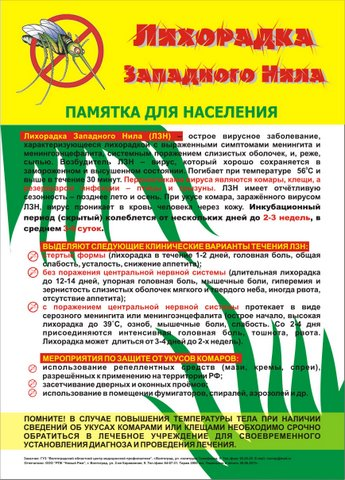 Лихорадка
Западного Нила
ПАМЯТКА ДЛЯ НАСЕЛЕНИЯ
Лихорадка Западного Нила (ЛЗН) – острое вирусное заболевание,
характеризующееся лихорадкой с выраженными симптомами менингита и
менингоэнцефалита, системным поражением слизистых оболочек, и, реже,
сыпью. Возбудитель ЛЗН – вирус, который хорошо сохраняется в
замороженном и высушенном состоянии. Погибает при температуре 56°С и
выше в течение 30 минут. Переносчиками вируса являются комары, клещи, а
резервуаром инфекции – птицы и грызуны. ЛЗН имеет отчётливую
сезонность – позднее лето и осень. При укусе комара, заражённого вирусом
ЛЗН, вирус проникает в кровь человека через кожу. Инкубационный
период (скрытый) колеблется от нескольких дней до 2-3 недель, в
среднем 3-6 суток.
ВЫДЕЛЯЮТ СЛЕДУЮЩИЕ КЛИНИЧЕСКИЕ ВАРИАНТЫ ТЕЧЕНИЯ ЛЗН:
стертые формы (лихорадка в течение 1-2 дней, головная боль, общая
слабость, усталость, снижение аппетита);
без поражения центральной нервной системы (длительная лихорадка
до 12-14 дней, упорная головная боль, мышечные боли, гиперемия и
зернистость слизистых оболочек мягкого и твердого неба, иногда рвота,
отсутствие аппетита);
с поражением центральной нервной системы протекает в виде
серозного менингита или менингоэнцефалита (острое начало, высокая
лихорадка до 39°С, озноб, мышечные боли, слабость. Со 2-4 дня
присоединяются интенсивная головная боль, тошнота, рвота.
Лихорадка может длиться от 3-4 дней до 2-х недель).
МЕРОПРИЯТИЯ ПО ЗАЩИТЕ ОТ УКУСОВ КОМАРОВ:
использование репеллентных средств (мази, кремы, спреи),
разрешённых к применению на территории РФ;
засетчивание дверных и оконных проемов;
использование в помещении фумигаторов, спиралей, аэрозолей и др.
ПОМНИТЕ! В СЛУЧАЕ ПОВЫШЕНИЯ ТЕМПЕРАТУРЫ ТЕЛА ПРИ НАЛИЧИИ
СВЕДЕНИЙ ОБ УКУСАХ КОМАРАМИ ИЛИ КЛЕЩАМИ НЕОБХОДИМО СРОЧНО
ОБРАТИТЬСЯ В ЛЕЧЕБНОЕ УЧРЕЖДЕНИЕ ДЛЯ СВОЕВРЕМЕННОГО
УСТАНОВЛЕНИЯ ДИАГНОЗА И ПРОВЕДЕНИЯ ЛЕЧЕНИЯ.